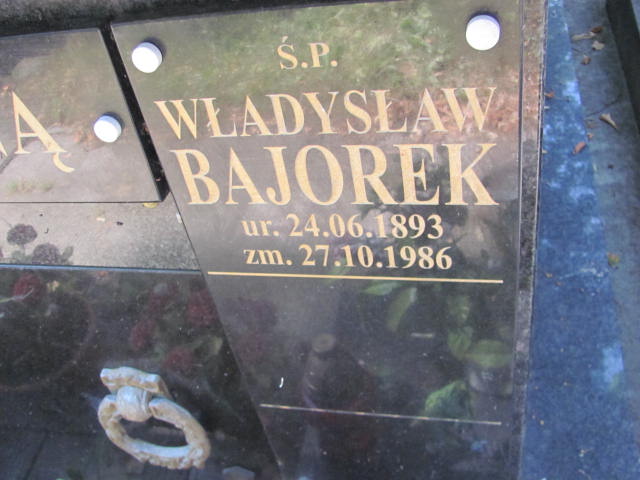 Ś.P.
WŁADYSŁAW
BAJOREK
ur. 24.06.1893
zm. 27.10.1986